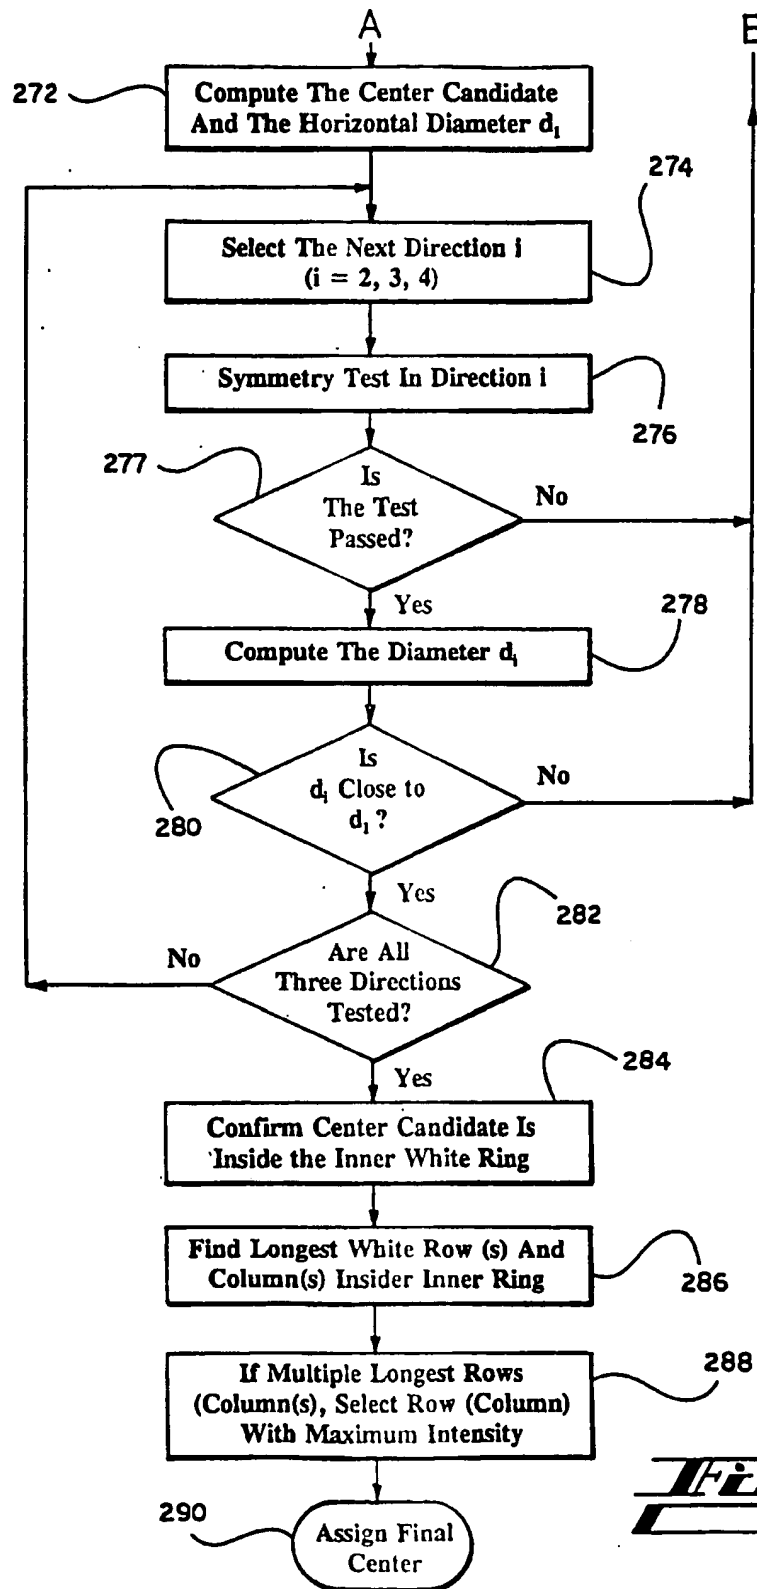 A
B
272
Compute The Center Candidate
And The Horizontal Diameter d₁
274
Select The Next Direction i
(i = 2, 3, 4)
Symmetry Test In Direction i
276
277
Is
The Test
Passed?
No
Yes
278
Compute The Diameter dᵢ
Is
dᵢ Close to
d₁ ?
No
280
Yes
282
No
Are All
Three Directions
Tested?
Yes
284
Confirm Center Candidate Is
Inside the Inner White Ring
Find Longest White Row (s) And
Column(s) Insider Inner Ring
286
If Multiple Longest Rows
(Column(s), Select Row (Column)
With Maximum Intensity
288
290
Assign Final
Center